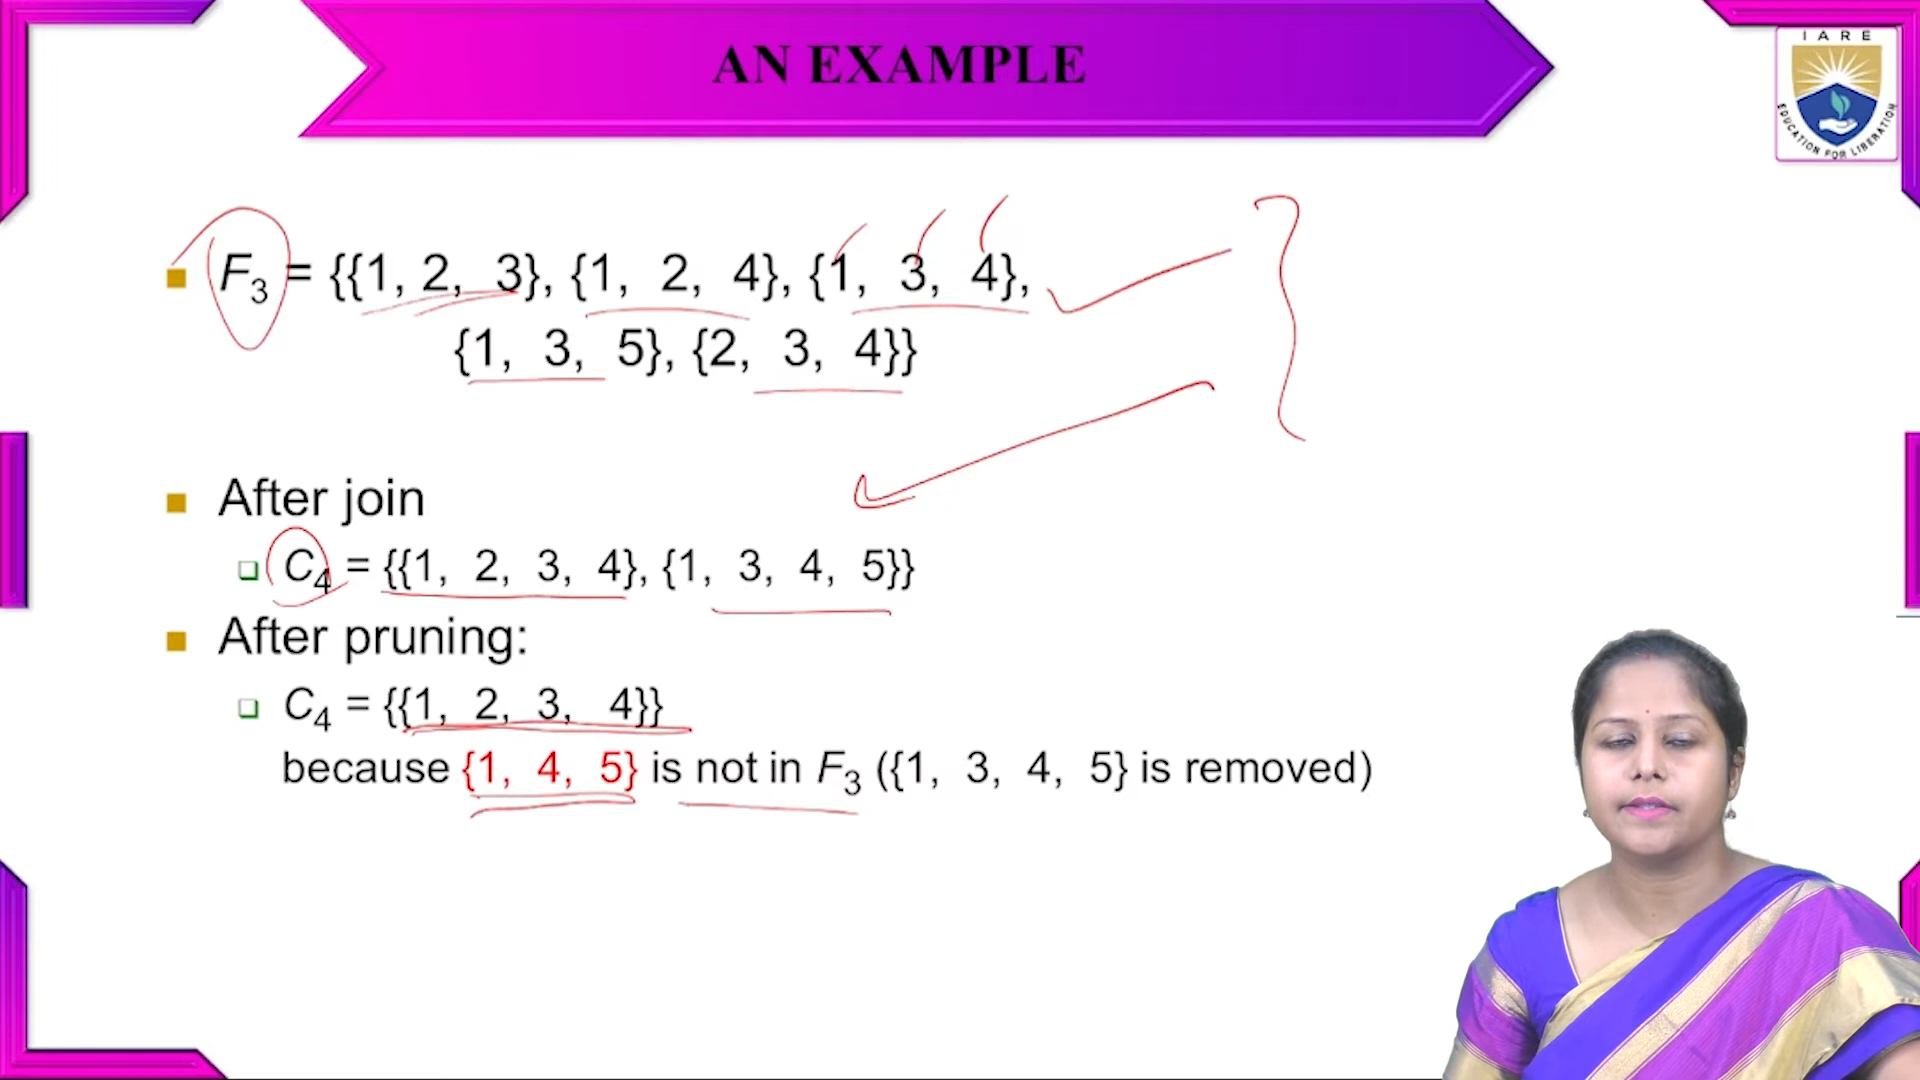 AN EXAMPLE
IARE
EDUCATION FOR LIBERATION
F3 = {{1, 2, 3}, {1, 2, 4}, {1, 3, 4},
{1, 3, 5}, {2, 3, 4}}
After join
C4 = {{1, 2, 3, 4}, {1, 3, 4, 5}}
After pruning:
C4 = {{1, 2, 3, 4}}
because {1, 4, 5} is not in F3 ({1, 3, 4, 5} is removed)